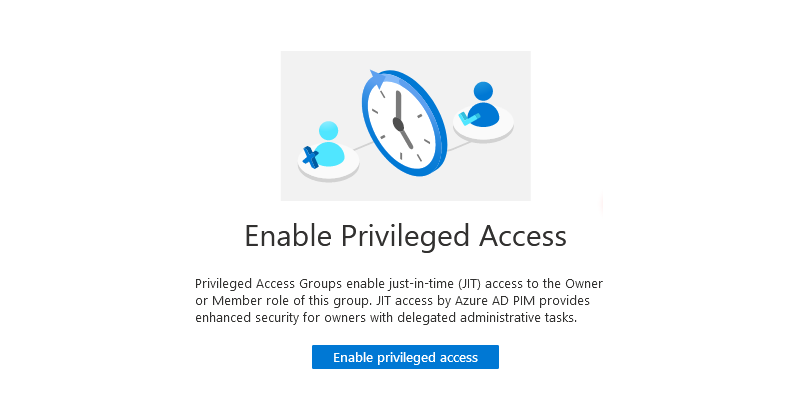 Enable Privileged Access
Privileged Access Groups enable just-in-time (JIT) access to the Owner
or Member role of this group. JIT access by Azure AD PIM provides
enhanced security for owners with delegated administrative tasks.
Enable privileged access